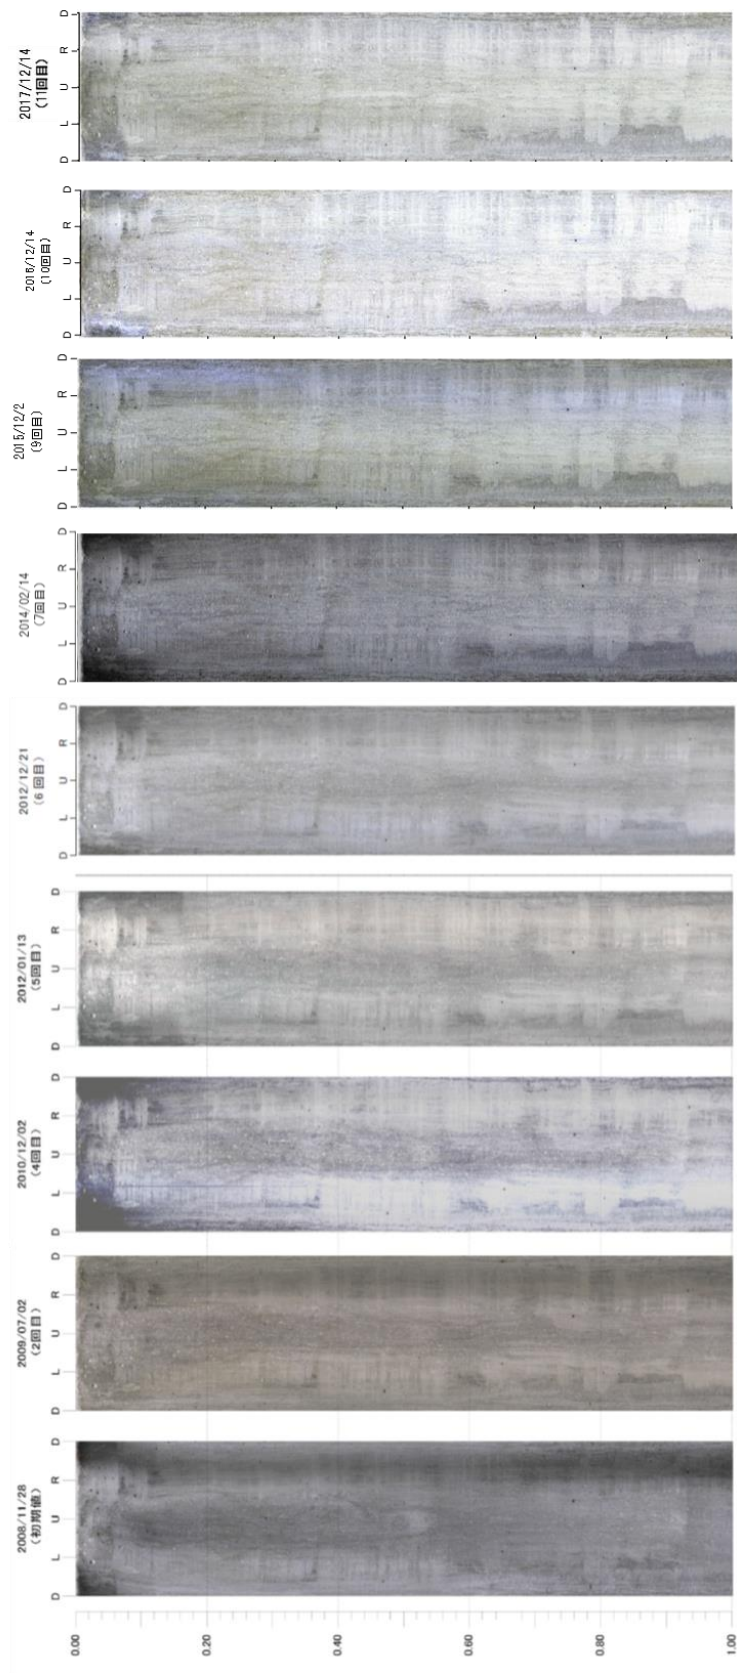 2008/11/28
(初期値)
D L U R D
2009/07/02
(2回目)
D L U R D
2010/12/02
(4回目)
D L U R D
2012/01/13
(5回目)
D L U R D
2012/12/21
(6回目)
D L U R D
2014/02/14
(7回目)
D L U R D
2015/12/2
(9回目)
D L U R D
2016/12/14
(10回目)
D L U R D
2017/12/14
(11回目)
D L U R D
0.00
0.20
0.40
0.60
0.80
1.00